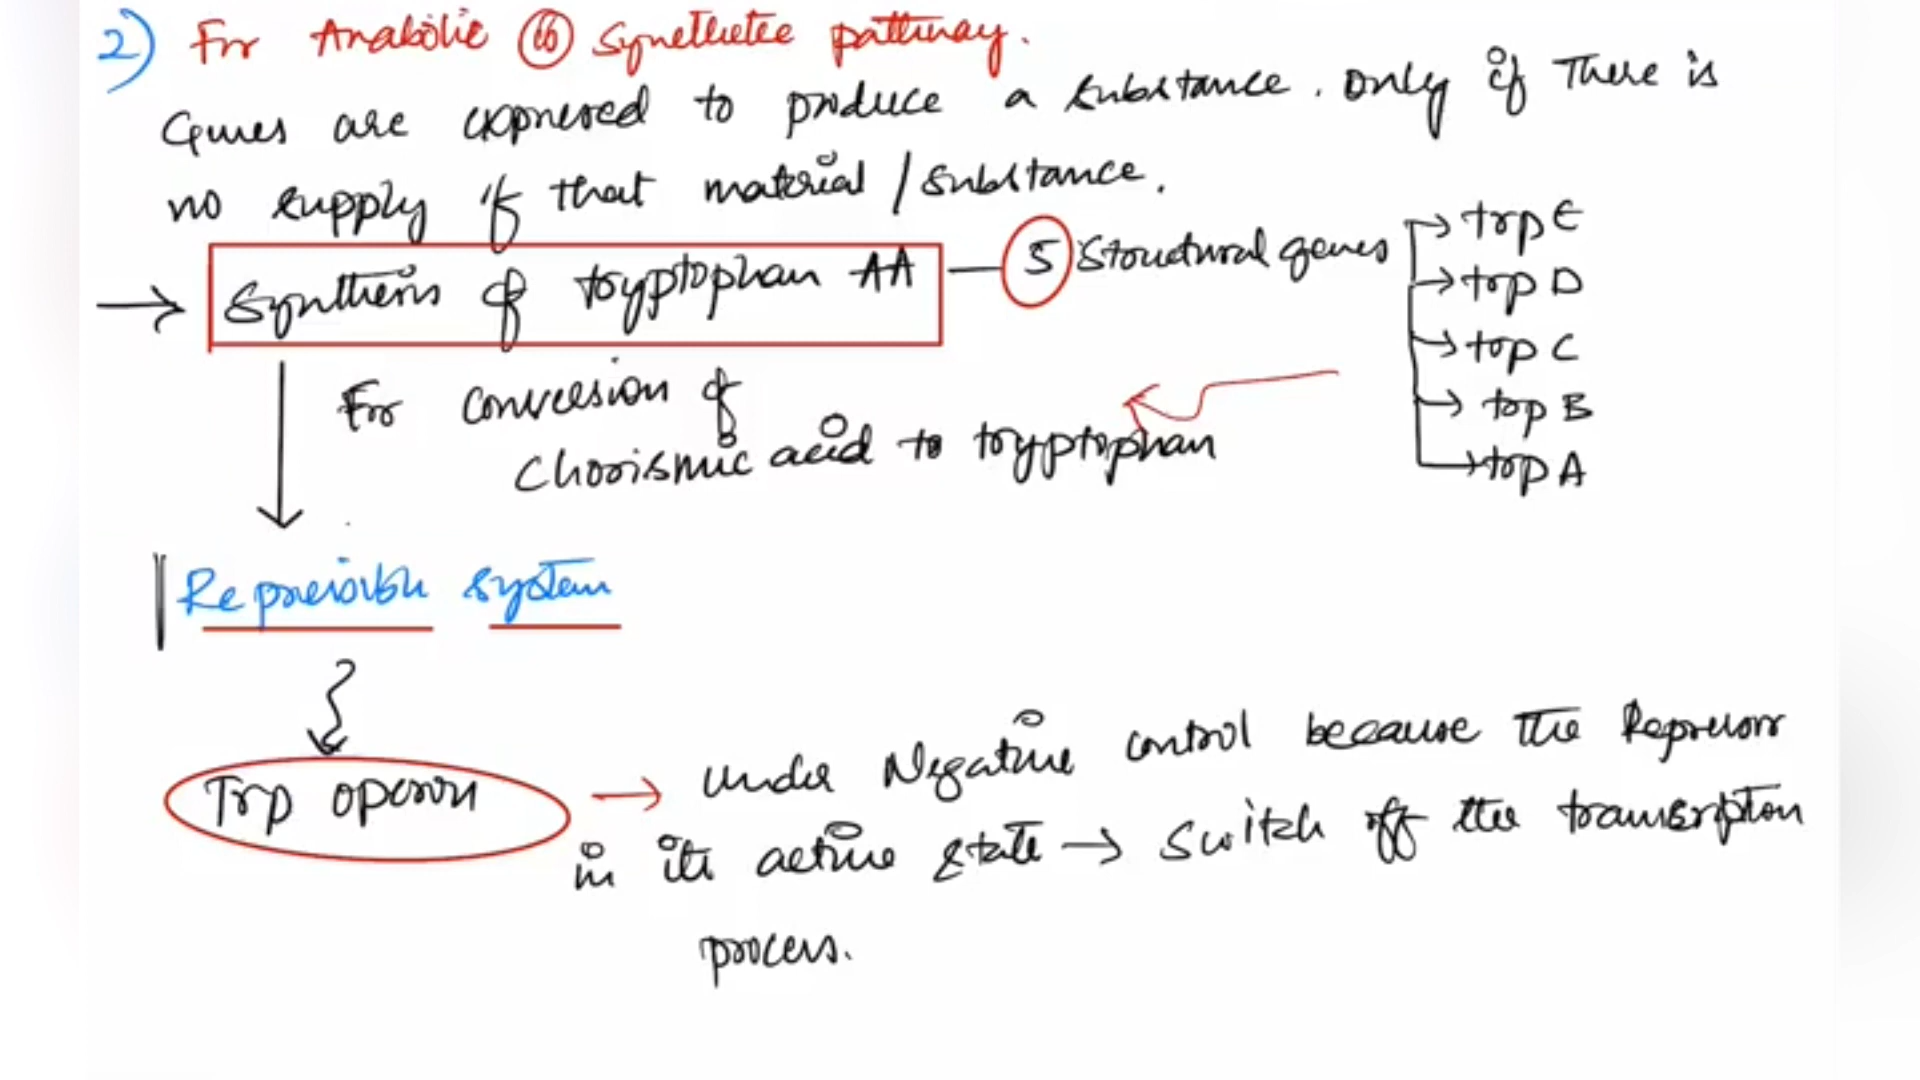 2) For Anabolic (or) Synthetic pathway.
Genes are expressed to produce a substance. Only if There is
no supply of that material / substance.
Synthesis of tryptophan AA — 5 Structural genes
→ trp E
→ trp D
→ trp C
→ trp B
→ trp A
For conversion of
Chorismic acid to tryptophan
Repressible system
Trp operon → under Negative control because the Repressor
in its active state → Switch off the transcription
process.